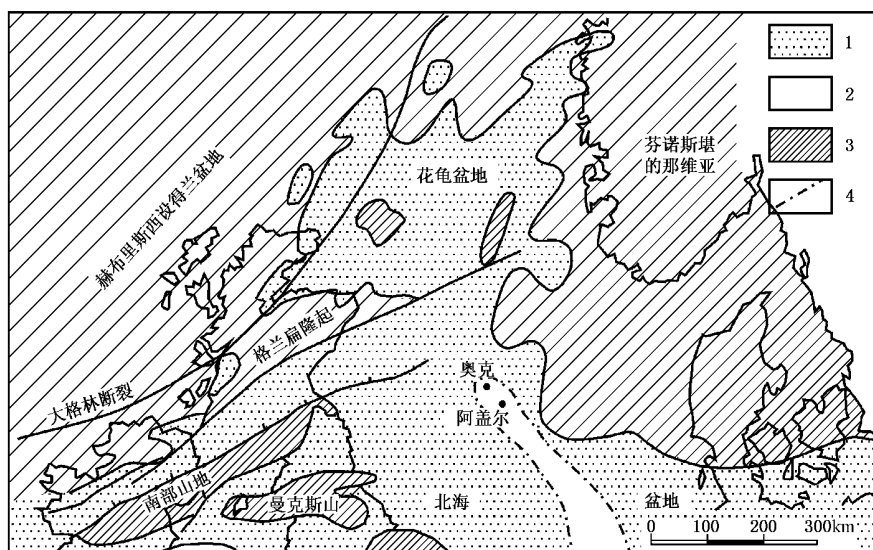 1
2
3
4
芬诺斯堪
的那维亚
花龟盆地
赫布里斯西设得兰盆地
格兰扁隆起
大格林断裂
奥克
阿盖尔
南部山地
曼克斯山
北海
盆地
0 100 200 300km